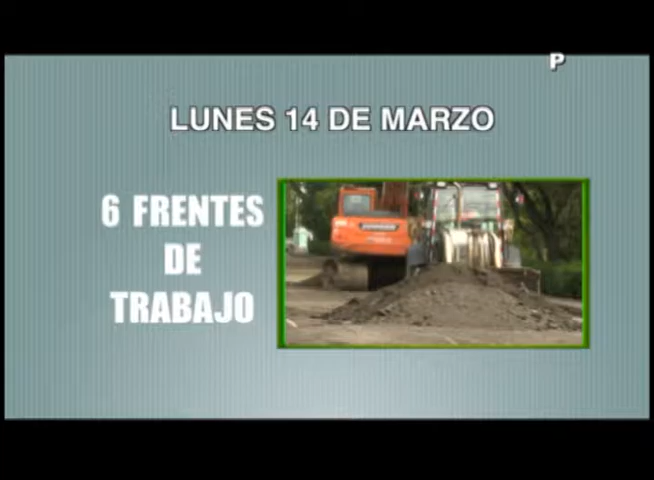 P
LUNES 14 DE MARZO
6 FRENTES
DE
TRABAJO